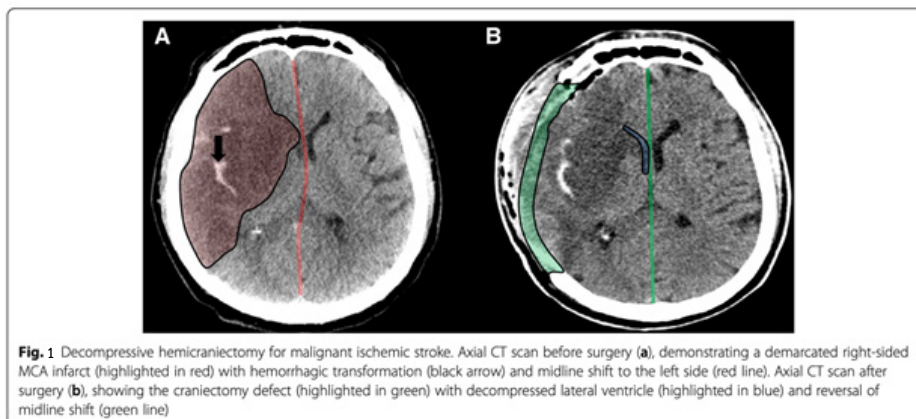 A
B
Fig. 1 Decompressive hemicraniectomy for malignant ischemic stroke. Axial CT scan before surgery (a), demonstrating a demarcated right-sided
MCA infarct (highlighted in red) with hemorrhagic transformation (black arrow) and midline shift to the left side (red line). Axial CT scan after
surgery (b), showing the craniectomy defect (highlighted in green) with decompressed lateral ventricle (highlighted in blue) and reversal of
midline shift (green line)